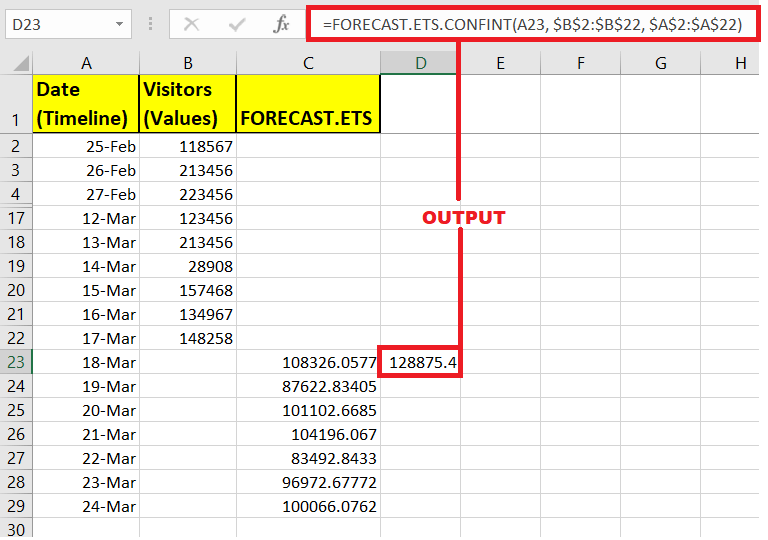 D23 fx =FORECAST.ETS.CONFINT(A23, $B$2:$B$22, $A$2:$A$22)
A B C D E F G H
Date Visitors
1 (Timeline) (Values) FORECAST.ETS
2 25-Feb 118567
3 26-Feb 213456
4 27-Feb 223456
17 12-Mar 123456
OUTPUT
18 13-Mar 213456
19 14-Mar 28908
20 15-Mar 157468
21 16-Mar 134967
22 17-Mar 148258
23 18-Mar 108326.0577 128875.4
24 19-Mar 87622.83405
25 20-Mar 101102.6685
26 21-Mar 104196.067
27 22-Mar 83492.8433
28 23-Mar 96972.67772
29 24-Mar 100066.0762
30